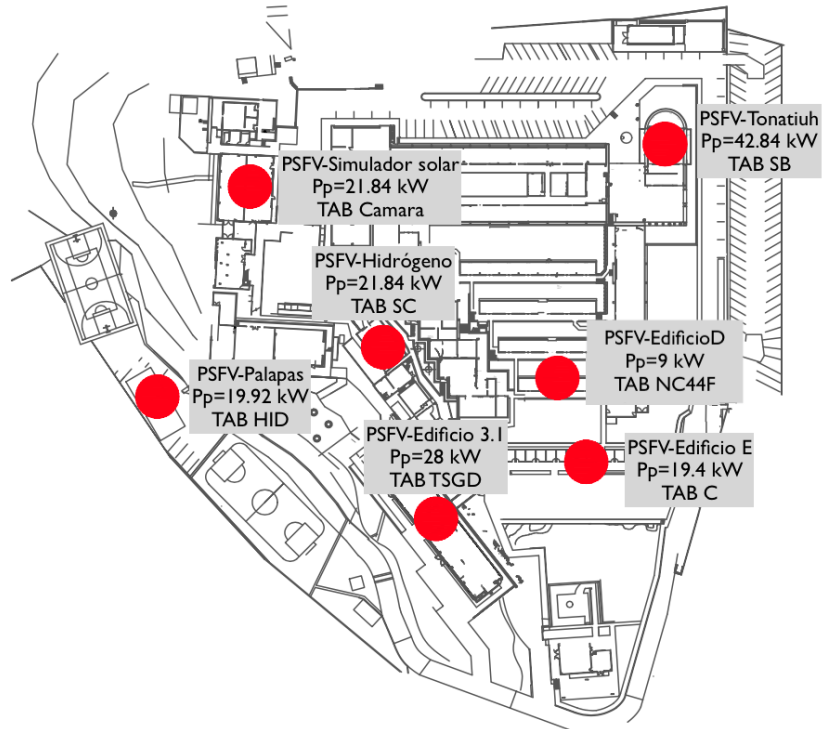 PSFV-Tonatiuh
Pp=42.84 kW
TAB SB
PSFV-Simulador solar
Pp=21.84 kW
TAB Camara
PSFV-Hidrógeno
Pp=21.84 kW
TAB SC
PSFV-EdificioD
Pp=9 kW
TAB NC44F
PSFV-Palapas
Pp=19.92 kW
TAB HID
PSFV-Edificio 3.1
Pp=28 kW
TAB TSGD
PSFV-Edificio E
Pp=19.4 kW
TAB C